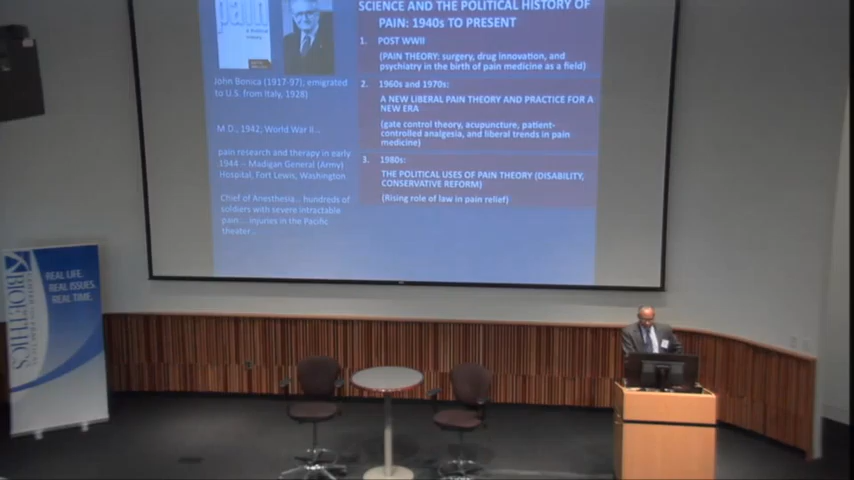 pain
A Political
History
SCIENCE AND THE POLITICAL HISTORY OF
PAIN: 1940s TO PRESENT
John Bonica (1917-97); emigrated
to U.S. from Italy, 1928)
M.D., 1942; World War II...
pain research and therapy in early
1944 – Madigan General (Army)
Hospital, Fort Lewis, Washington.
Chief of Anesthesia... hundreds of
soldiers with severe intractable
pain ... injuries in the Pacific
theater...
1. POST WWII
(PAIN THEORY: surgery, drug innovation, and
psychiatry in the birth of pain medicine as a field)
2. 1960s and 1970s:
A NEW LIBERAL PAIN THEORY AND PRACTICE FOR A
NEW ERA
(gate control theory, acupuncture, patient-
controlled analgesia, and liberal trends in pain
medicine)
3. 1980s:
THE POLITICAL USES OF PAIN THEORY (DISABILITY,
CONSERVATIVE REFORM)
(Rising role of law in pain relief)
REAL LIFE.
REAL ISSUES.
REAL TIME.
BIOETHICS